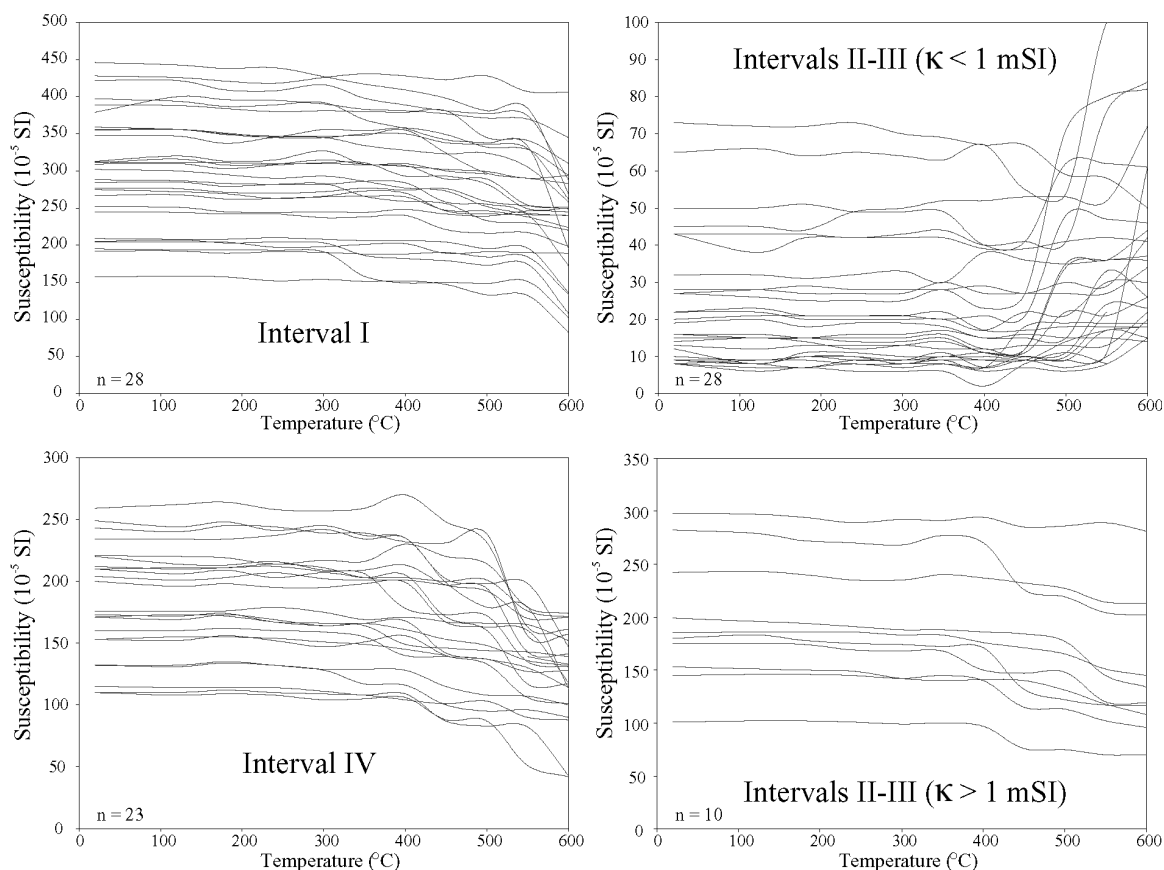 500
450
400
350
300
250
200
150
100
50
0
Susceptibility (10⁻⁵ SI)
Interval I
n = 28
0 100 200 300 400 500 600
Temperature (°C)
100
90
80
70
60
50
40
30
20
10
0
Susceptibility (10⁻⁵ SI)
Intervals II-III (κ < 1 mSI)
n = 28
0 100 200 300 400 500 600
Temperature (°C)
300
250
200
150
100
50
0
Susceptibility (10⁻⁵ SI)
Interval IV
n = 23
0 100 200 300 400 500 600
Temperature (°C)
350
300
250
200
150
100
50
0
Susceptibility (10⁻⁵ SI)
Intervals II-III (κ > 1 mSI)
n = 10
0 100 200 300 400 500 600
Temperature (°C)